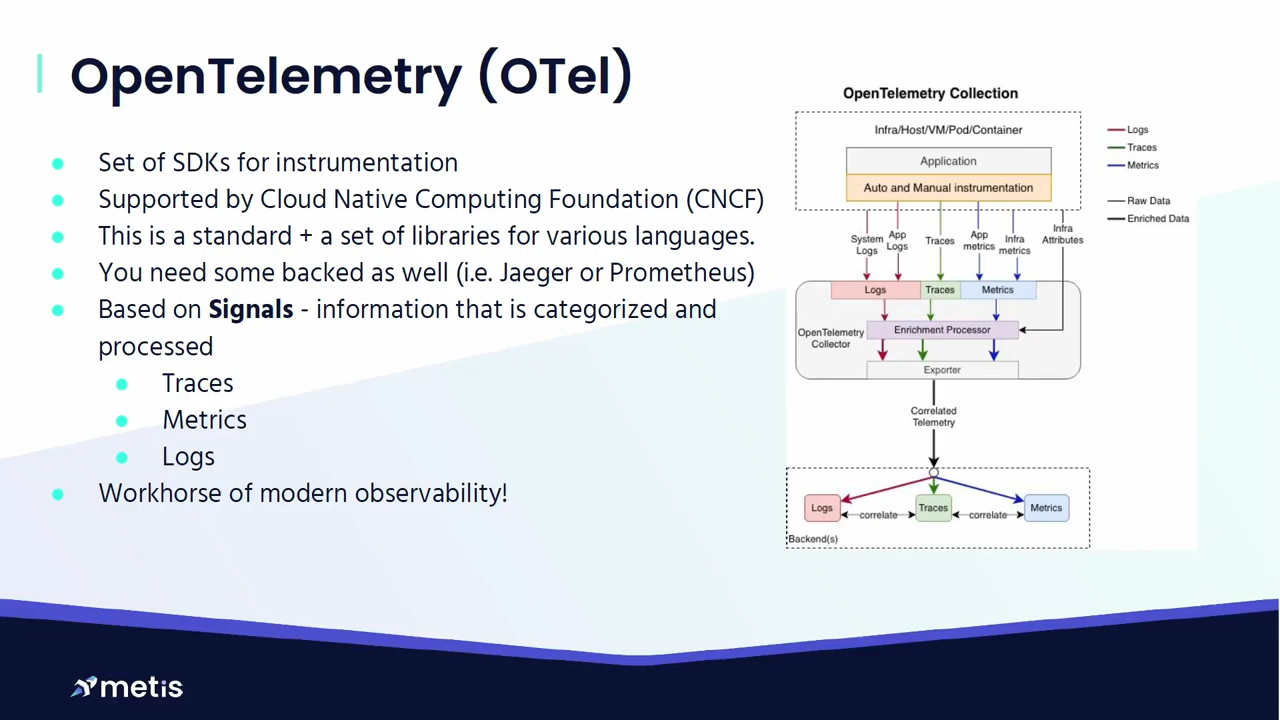 OpenTelemetry (OTel)
Set of SDKs for instrumentation
Supported by Cloud Native Computing Foundation (CNCF)
This is a standard + a set of libraries for various languages.
You need some backed as well (i.e. Jaeger or Prometheus)
Based on Signals - information that is categorized and
processed
Traces
Metrics
Logs
Workhorse of modern observability!
OpenTelemetry Collection
Infra/Host/VM/Pod/Container
Application
Auto and Manual instrumentation
Logs
Traces
Metrics
Raw Data
Enriched Data
System
Logs
App
Logs
Traces
App
metrics
Infra
metrics
Infra
Attributes
Logs
Traces
Metrics
OpenTelemetry
Collector
Enrichment Processor
Exporter
Correlated
Telemetry
Logs
correlate
Traces
correlate
Metrics
Backend(s)
metis